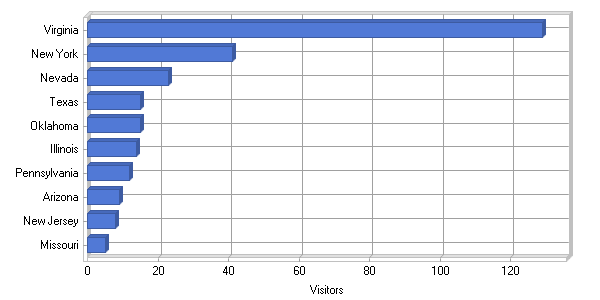 Virginia
New York
Nevada
Texas
Oklahoma
Illinois
Pennsylvania
Arizona
New Jersey
Missouri
0 20 40 60 80 100 120
Visitors